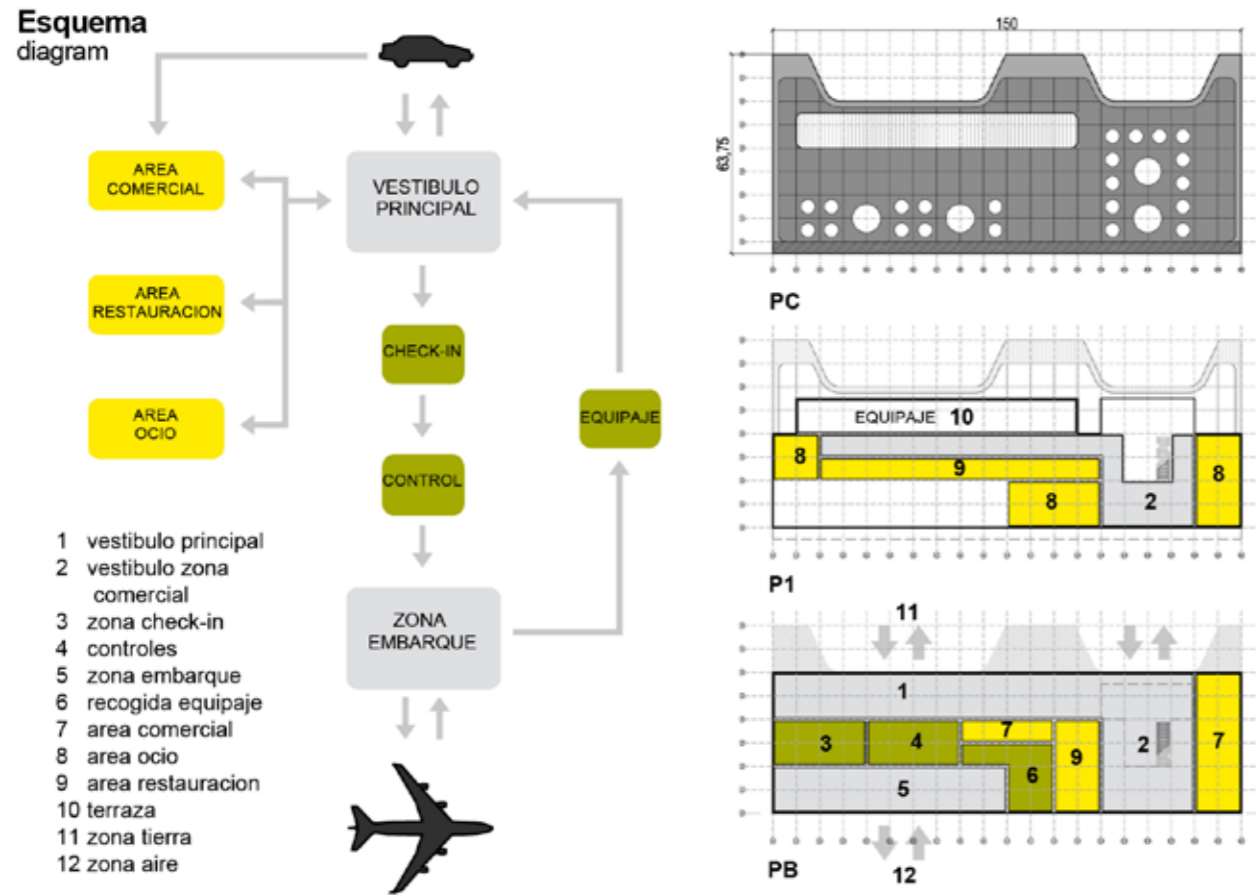 Esquema
diagram
AREA
COMERCIAL
VESTIBULO
PRINCIPAL
AREA
RESTAURACION
CHECK-IN
AREA
OCIO
EQUIPAJE
CONTROL
ZONA
EMBARQUE
1 vestibulo principal
2 vestibulo zona
comercial
3 zona check-in
4 controles
5 zona embarque
6 recogida equipaje
7 area comercial
8 area ocio
9 area restauracion
10 terraza
11 zona tierra
12 zona aire
150
63,75
PC
EQUIPAJE 10
8
9
8
8
2
P1
11
1
3
4
7
9
2
7
6
5
12
PB